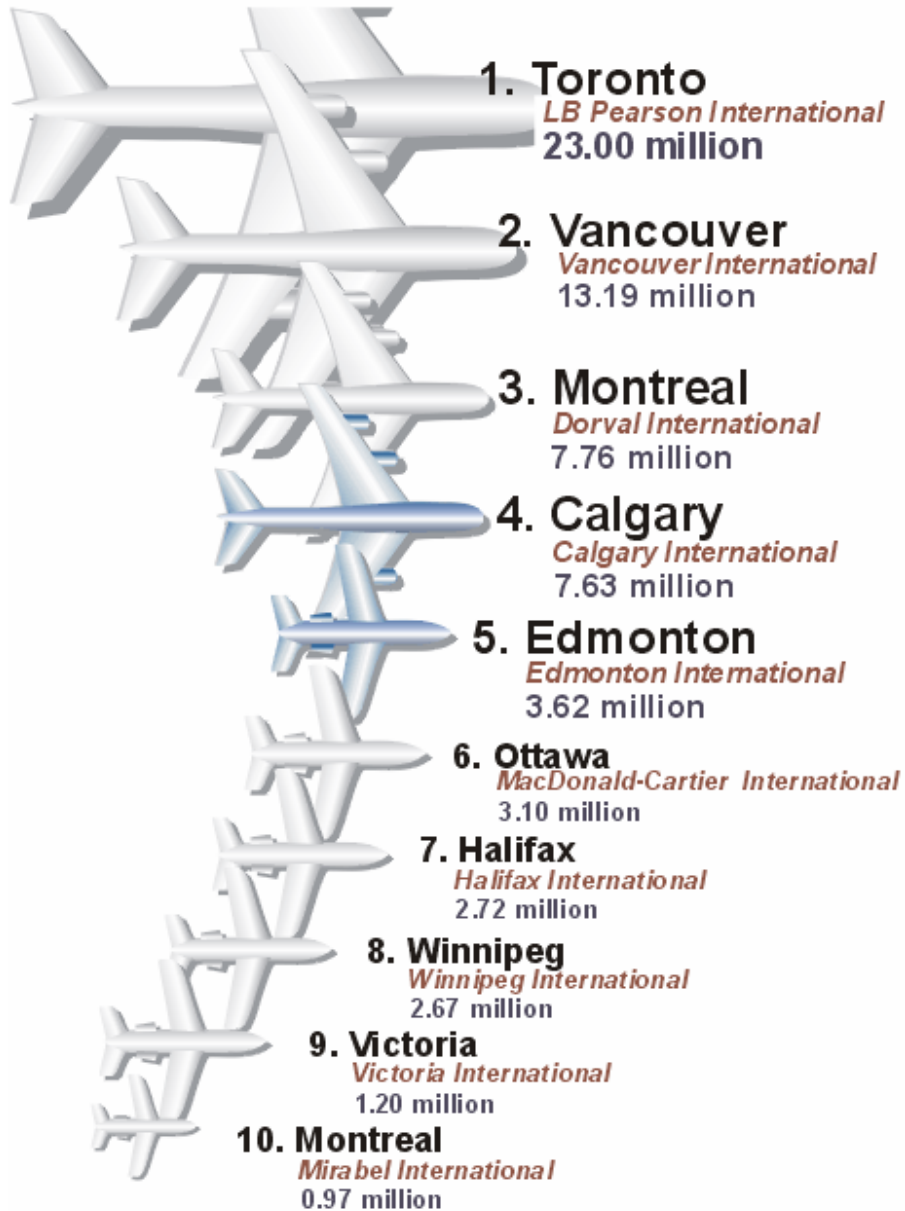 1. Toronto
LB Pearson International
23.00 million
2. Vancouver
Vancouver International
13.19 million
3. Montreal
Dorval International
7.76 million
4. Calgary
Calgary International
7.63 million
5. Edmonton
Edmonton International
3.62 million
6. Ottawa
MacDonald-Cartier International
3.10 million
7. Halifax
Halifax International
2.72 million
8. Winnipeg
Winnipeg International
2.67 million
9. Victoria
Victoria International
1.20 million
10. Montreal
Mirabel International
0.97 million